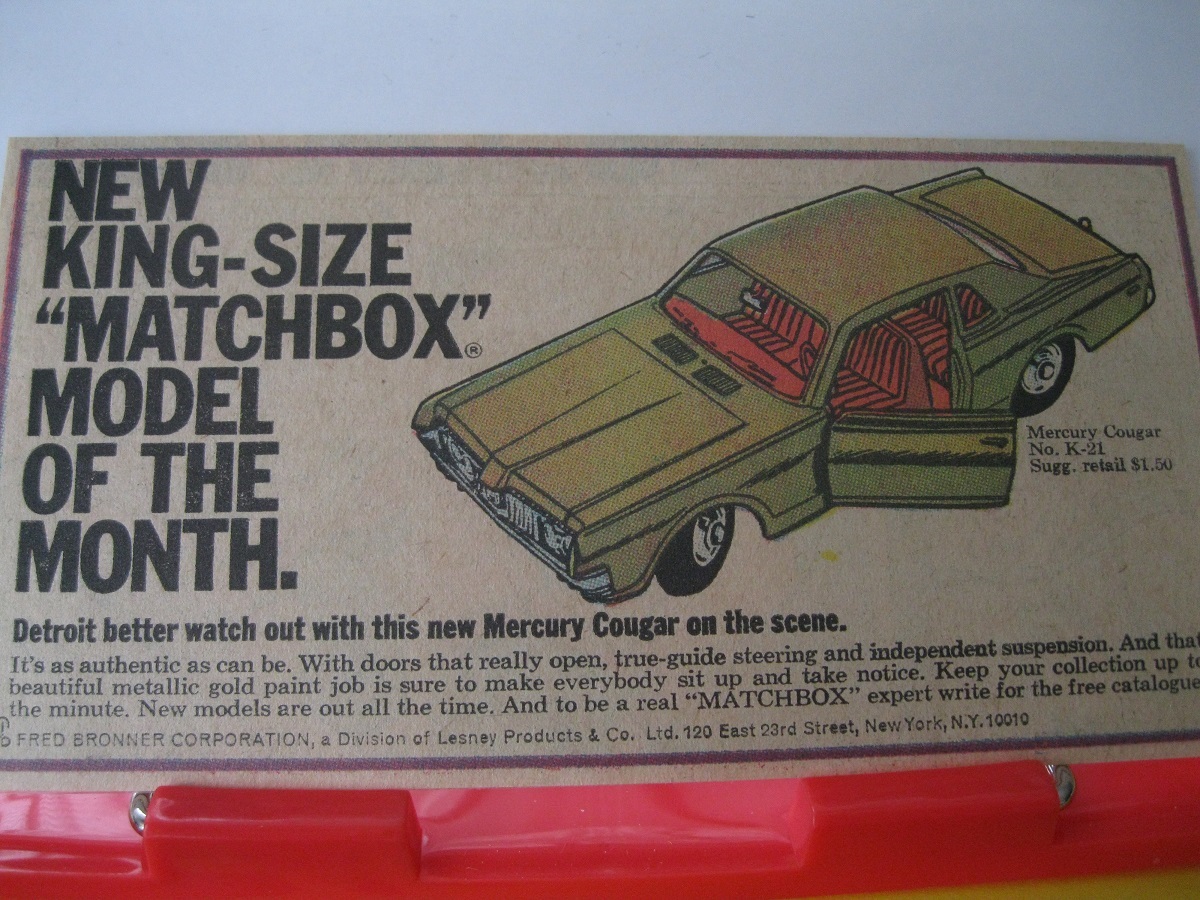 NEW
KING-SIZE
“MATCHBOX”®
MODEL
OF THE
MONTH.
Mercury Cougar
No. K-21
Sugg. retail $1.50
Detroit better watch out with this new Mercury Cougar on the scene.
It's as authentic as can be. With doors that really open, true-guide steering and independent suspension. And that
beautiful metallic gold paint job is sure to make everybody sit up and take notice. Keep your collection up to
the minute. New models are out all the time. And to be a real “MATCHBOX” expert write for the free catalogue
FRED BRONNER CORPORATION, a Division of Lesney Products & Co. Ltd. 120 East 23rd Street, New York, N.Y. 10010